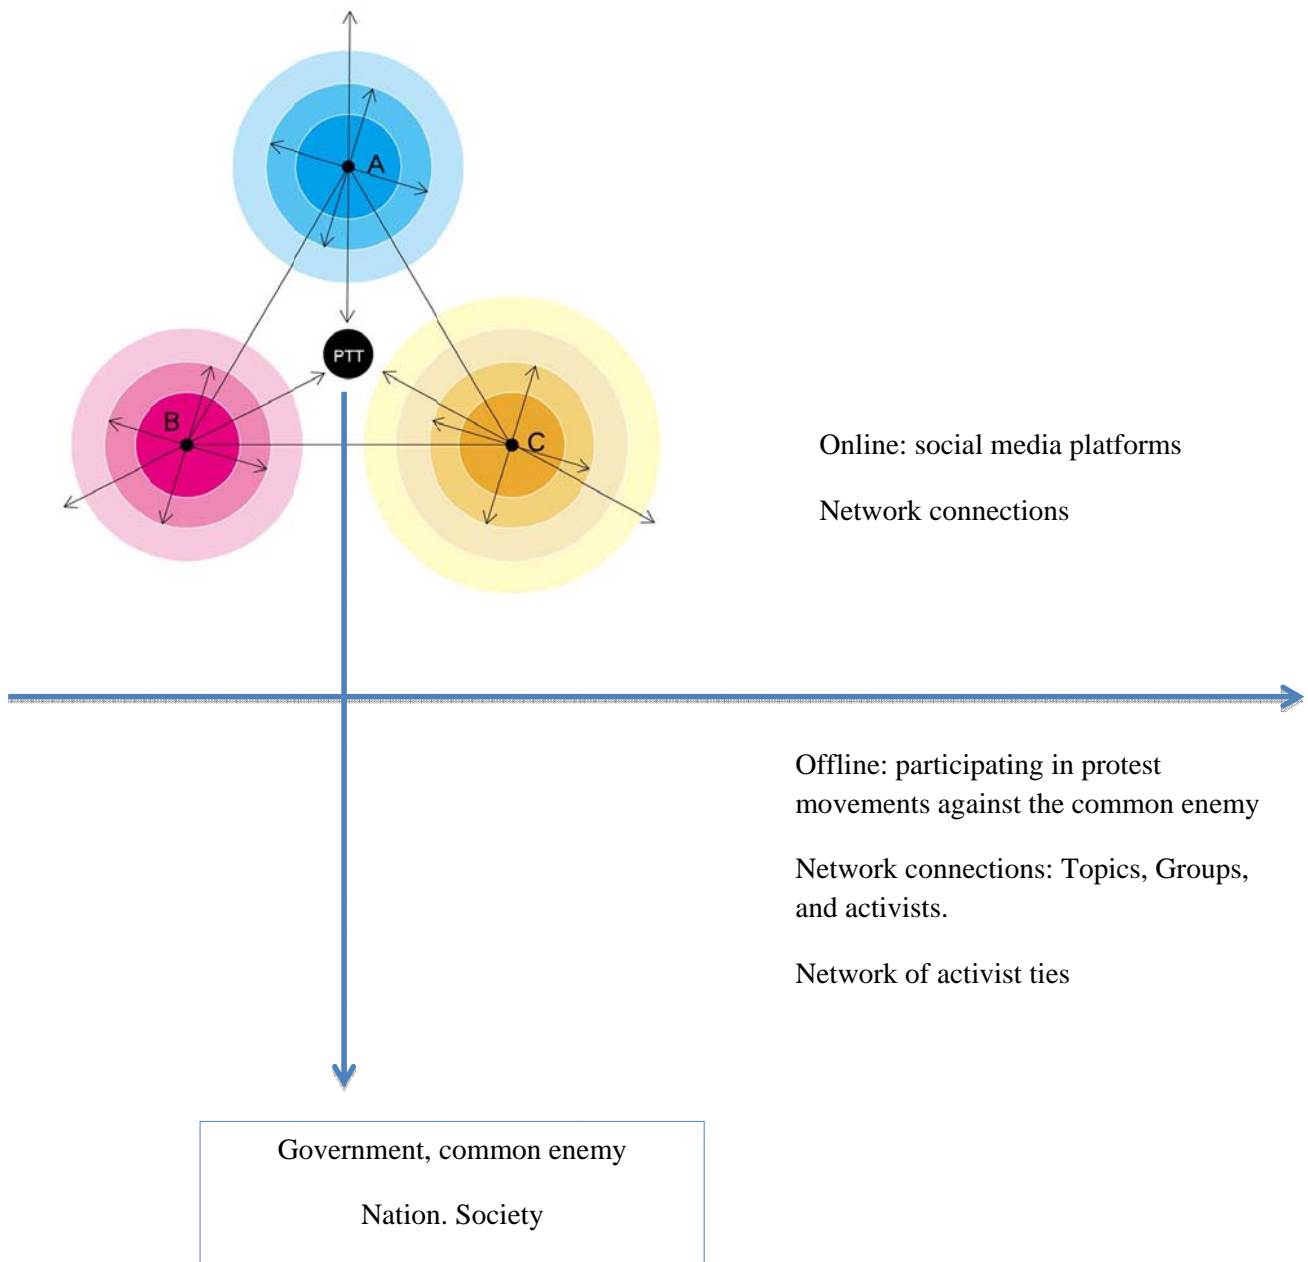 A
PTT
B
C
Online: social media platforms
Network connections
Offline: participating in protest
movements against the common enemy
Network connections: Topics, Groups,
and activists.
Network of activist ties
Government, common enemy
Nation. Society